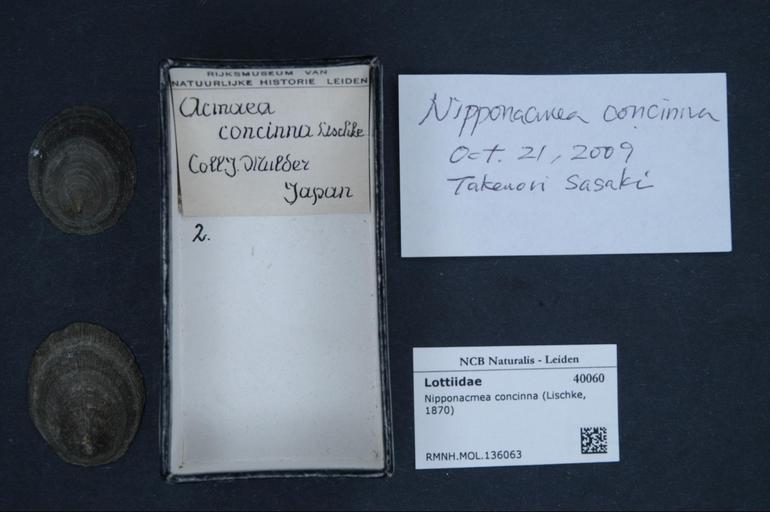 RIJKSMUSEUM VAN
NATUURLIJKE HISTORIE LEIDEN
Acmaea
concinna Lischke
Coll J. Mulder
Japan
2.
Nipponacmea concinna
Oct. 21, 2009
Takenori Sasaki
NCB Naturalis - Leiden
Lottiidae 40060
Nipponacmea concinna (Lischke,
1870)
RMNH.MOL.136063